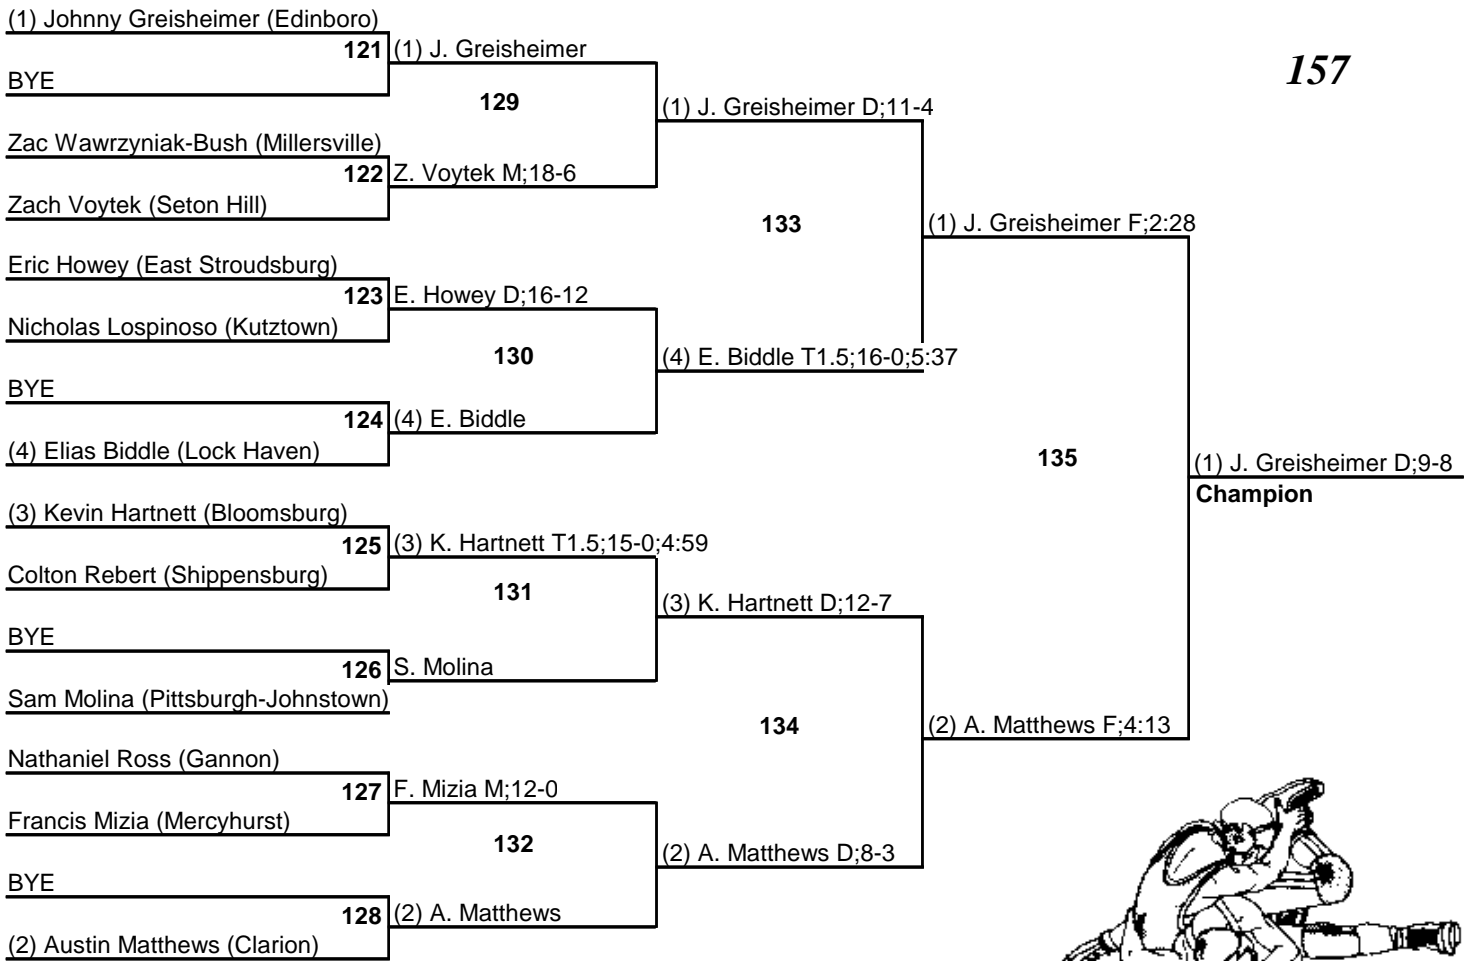 (1) Johnny Greisheimer (Edinboro)
121
(1) J. Greisheimer
BYE
157
129
(1) J. Greisheimer D;11-4
Zac Wawrzyniak-Bush (Millersville)
122
Z. Voytek M;18-6
Zach Voytek (Seton Hill)
133
(1) J. Greisheimer F;2:28
Eric Howey (East Stroudsburg)
123
E. Howey D;16-12
Nicholas Lospinoso (Kutztown)
130
(4) E. Biddle T1.5;16-0;5:37
BYE
124
(4) E. Biddle
(4) Elias Biddle (Lock Haven)
135
(1) J. Greisheimer D;9-8
Champion
(3) Kevin Hartnett (Bloomsburg)
125
(3) K. Hartnett T1.5;15-0;4:59
Colton Rebert (Shippensburg)
131
(3) K. Hartnett D;12-7
BYE
126
S. Molina
Sam Molina (Pittsburgh-Johnstown)
134
(2) A. Matthews F;4:13
Nathaniel Ross (Gannon)
127
F. Mizia M;12-0
Francis Mizia (Mercyhurst)
132
(2) A. Matthews D;8-3
BYE
128
(2) A. Matthews
(2) Austin Matthews (Clarion)